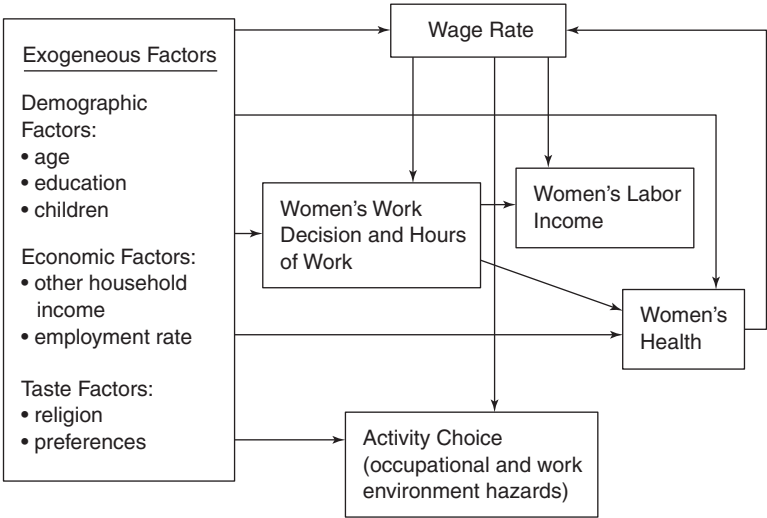 Exogeneous Factors
Demographic
Factors:
• age
• education
• children
Economic Factors:
• other household
income
• employment rate
Taste Factors:
• religion
• preferences
Wage Rate
Women’s Work
Decision and Hours
of Work
Women’s Labor
Income
Women’s
Health
Activity Choice
(occupational and work
environment hazards)